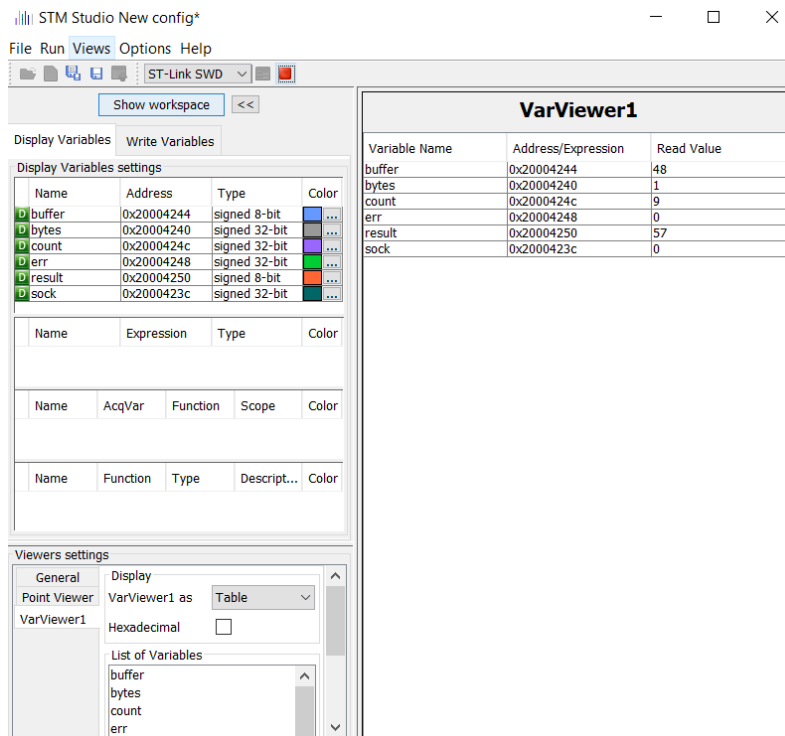 STM Studio New config*
File Run Views Options Help
ST-Link SWD
Show workspace <<
Display Variables Write Variables
Display Variables settings
Name Address Type Color
D buffer 0x20004244 signed 8-bit ...
D bytes 0x20004240 signed 32-bit ...
D count 0x2000424c signed 32-bit ...
D err 0x20004248 signed 32-bit ...
D result 0x20004250 signed 8-bit ...
D sock 0x2000423c signed 32-bit ...
Name Expression Type Color
Name AcqVar Function Scope Color
Name Function Type Descript... Color
Viewers settings
General
Point Viewer
VarViewer1
Display
VarViewer1 as Table
Hexadecimal
List of Variables
buffer
bytes
count
err
VarViewer1
Variable Name Address/Expression Read Value
buffer 0x20004244 48
bytes 0x20004240 1
count 0x2000424c 9
err 0x20004248 0
result 0x20004250 57
sock 0x2000423c 0